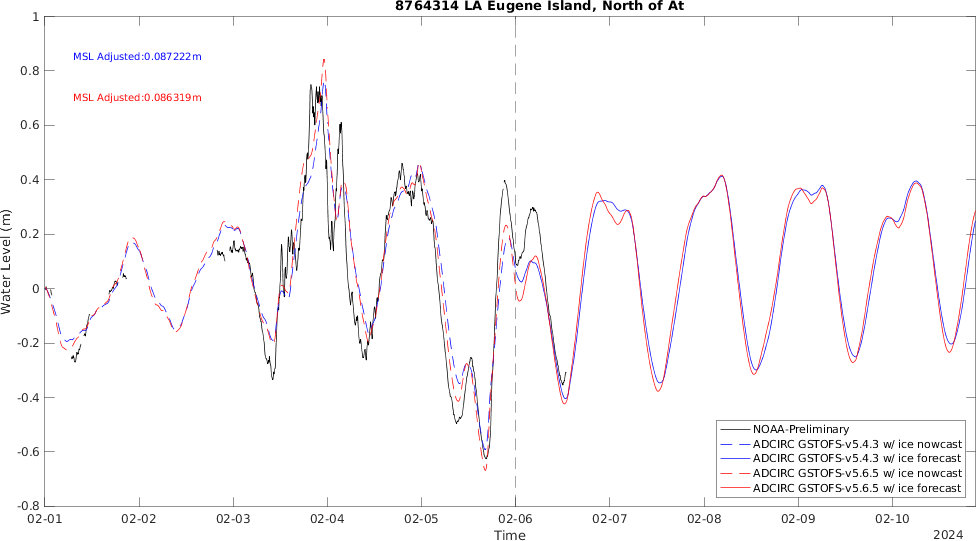 8764314 LA Eugene Island, North of At
MSL Adjusted:0.087222m
MSL Adjusted:0.086319m
Water Level (m)
1
0.8
0.6
0.4
0.2
0
-0.2
-0.4
-0.6
-0.8
NOAA-Preliminary
ADCIRC GSTOFS-v5.4.3 w/ ice nowcast
ADCIRC GSTOFS-v5.4.3 w/ ice forecast
ADCIRC GSTOFS-v5.6.5 w/ ice nowcast
ADCIRC GSTOFS-v5.6.5 w/ ice forecast
02-01 02-02 02-03 02-04 02-05 02-06 02-07 02-08 02-09 02-10
Time
2024